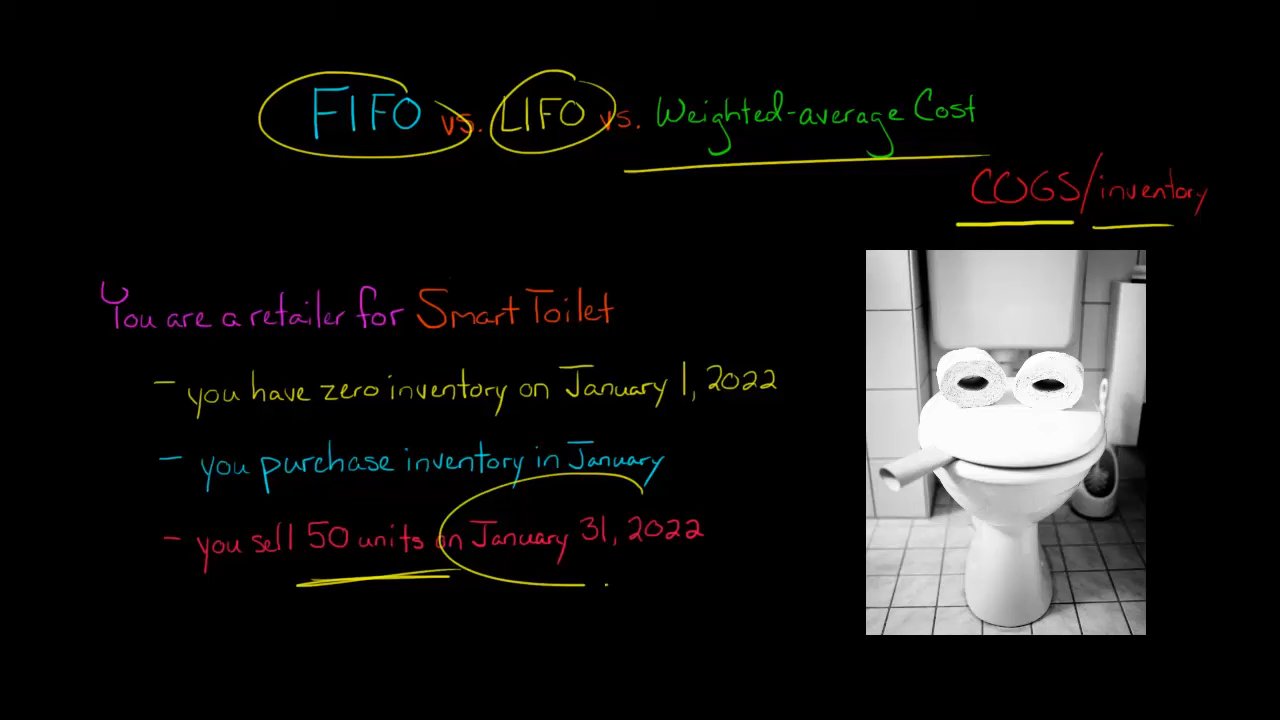 FIFO vs. LIFO vs. Weighted-average Cost
COGS/inventory
You are a retailer for Smart Toilet
- you have zero inventory on January 1, 2022
- you purchase inventory in January
- you sell 50 units on January 31, 2022